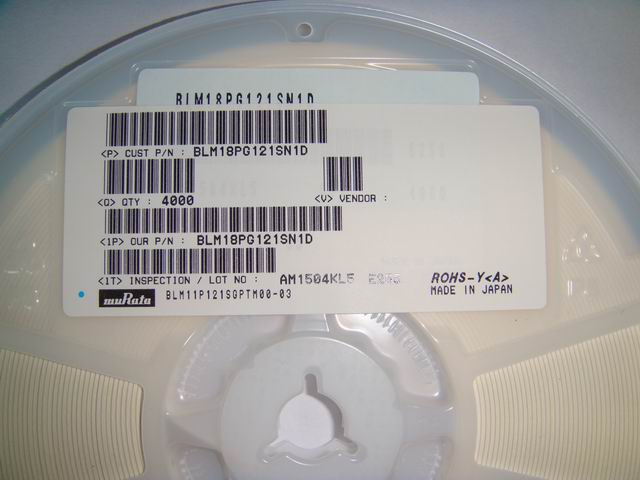 BLM18PG121SN1D
<P> CUST P/N : BLM18PG121SN1D
<Q> QTY : 4000 <V> VENDOR :
<1P> OUR P/N : BLM18PG121SN1D
<1T> INSPECTION / LOT NO : AM1504KL5 ROHS-Y<A>
muRata BLM11P121SGPTM00-03 MADE IN JAPAN